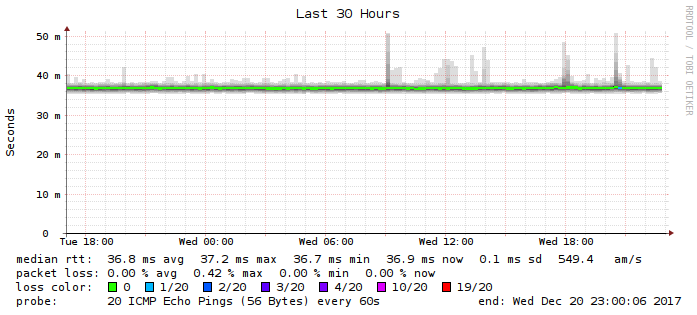 Last 30 Hours
RRDTOOL / TOBI OETIKER
Seconds
50 m
40 m
30 m
20 m
10 m
0
Tue 18:00 Wed 00:00 Wed 06:00 Wed 12:00 Wed 18:00
median rtt: 36.8 ms avg 37.2 ms max 36.7 ms min 36.9 ms now 0.1 ms sd 549.4 am/s
packet loss: 0.00 % avg 0.42 % max 0.00 % min 0.00 % now
loss color: 0 1/20 2/20 3/20 4/20 10/20 19/20
probe: 20 ICMP Echo Pings (56 Bytes) every 60s end: Wed Dec 20 23:00:06 2017